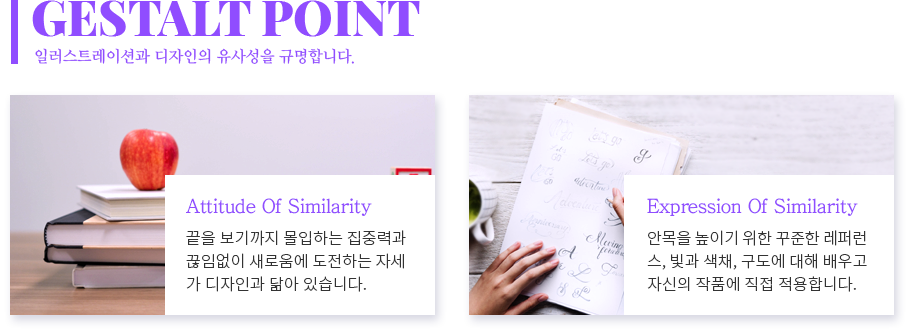 GESTALT POINT
일러스트레이션과 디자인의 유사성을 규명합니다.
Attitude Of Similarity
끝을 보기까지 몰입하는 집중력과
끊임없이 새로움에 도전하는 자세
가 디자인과 닮아 있습니다.
Expression Of Similarity
안목을 높이기 위한 꾸준한 레퍼런
스, 빛과 색채, 구도에 대해 배우고
자신의 작품에 직접 적용합니다.